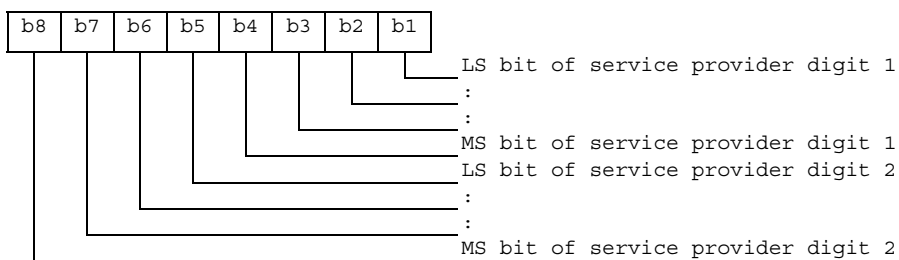 b8 b7 b6 b5 b4 b3 b2 b1
LS bit of service provider digit 1
:
:
MS bit of service provider digit 1
LS bit of service provider digit 2
:
:
MS bit of service provider digit 2